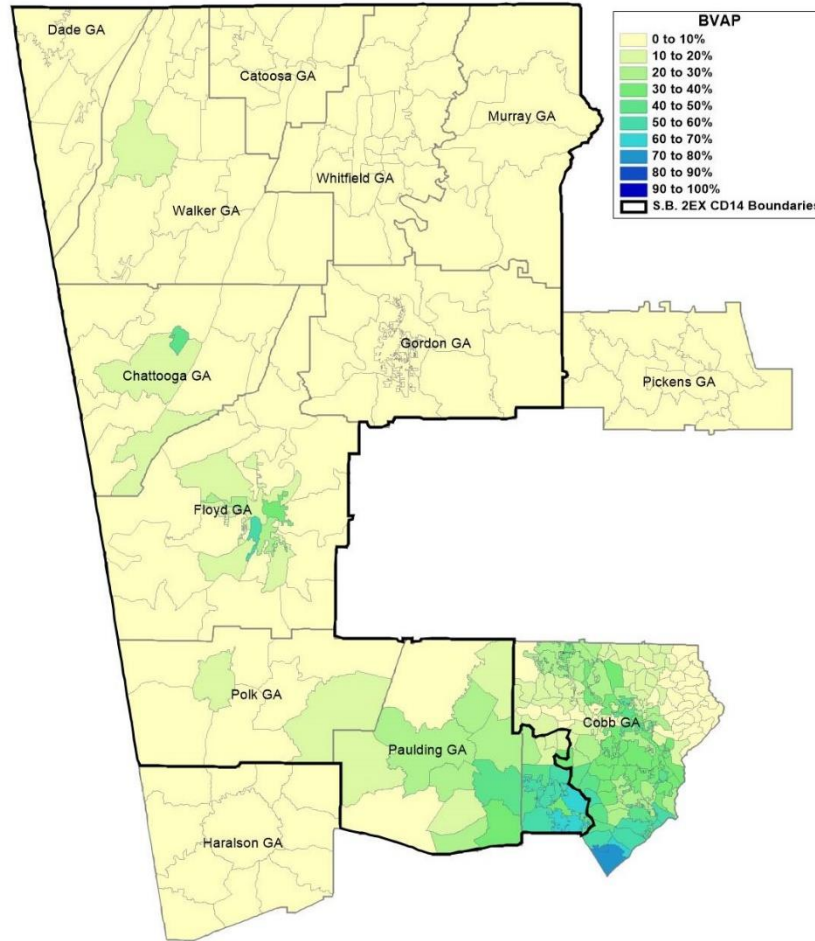 BVAP
0 to 10%
10 to 20%
20 to 30%
30 to 40%
40 to 50%
50 to 60%
60 to 70%
70 to 80%
80 to 90%
90 to 100%
S.B. 2EX CD14 Boundaries
Dade GA
Catoosa GA
Murray GA
Whitfield GA
Walker GA
Gordon GA
Chattooga GA
Pickens GA
Floyd GA
Polk GA
Cobb GA
Paulding GA
Haralson GA